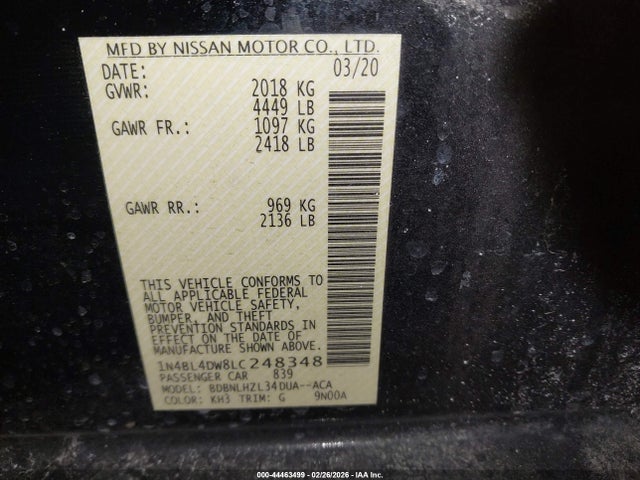 MFD BY NISSAN MOTOR CO., LTD.
DATE: 03/20
GVWR: 2018 KG
4449 LB
GAWR FR.: 1097 KG
2418 LB
GAWR RR.: 969 KG
2136 LB
THIS VEHICLE CONFORMS TO
ALL APPLICABLE FEDERAL
MOTOR VEHICLE SAFETY,
BUMPER, AND THEFT
PREVENTION STANDARDS IN
EFFECT ON THE DATE OF
MANUFACTURE SHOWN ABOVE.
1N4BL4DW8LC248348
PASSENGER CAR 839
MODEL: BDBNLHZL34DUA--ACA
COLOR: KH3 TRIM: G 9N00A
000-44463499 | 02/26/2026 | IAA Inc.